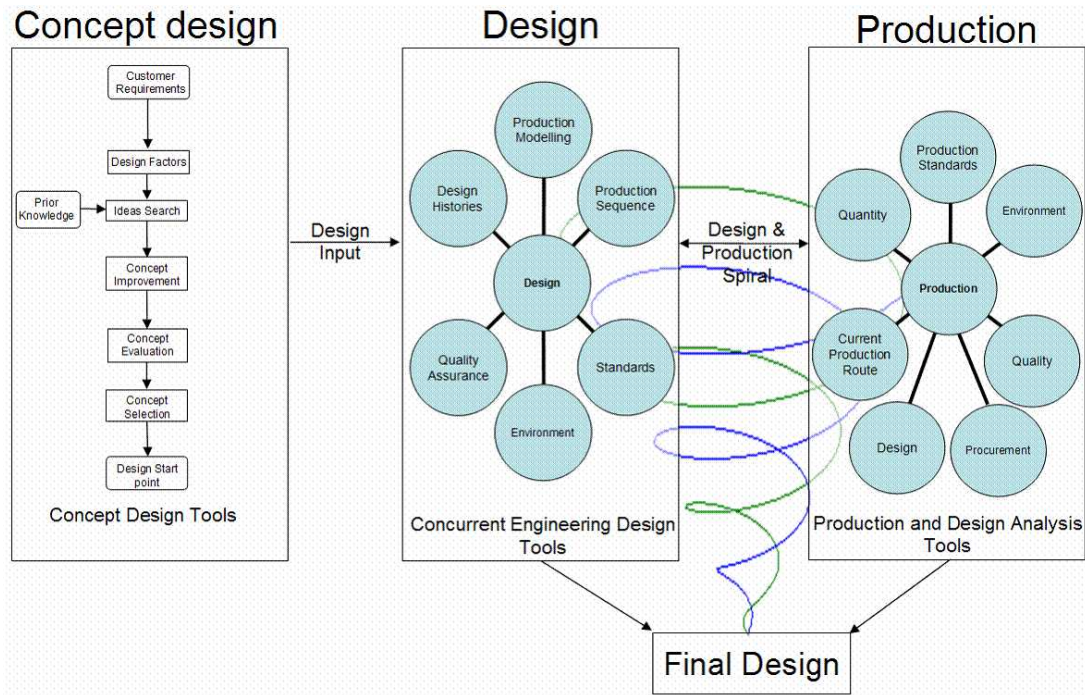 Concept design
Customer
Requirements
Design Factors
Prior
Knowledge
Ideas Search
Concept
Improvement
Concept
Evaluation
Concept
Selection
Design Start
point
Concept Design Tools
Design
Input
Design
Production
Modelling
Design
Histories
Production
Sequence
Design
Quality
Assurance
Standards
Environment
Concurrent Engineering Design
Tools
Design &
Production
Spiral
Production
Production
Standards
Quantity
Environment
Production
Current
Production
Route
Quality
Design
Procurement
Production and Design Analysis
Tools
Final Design